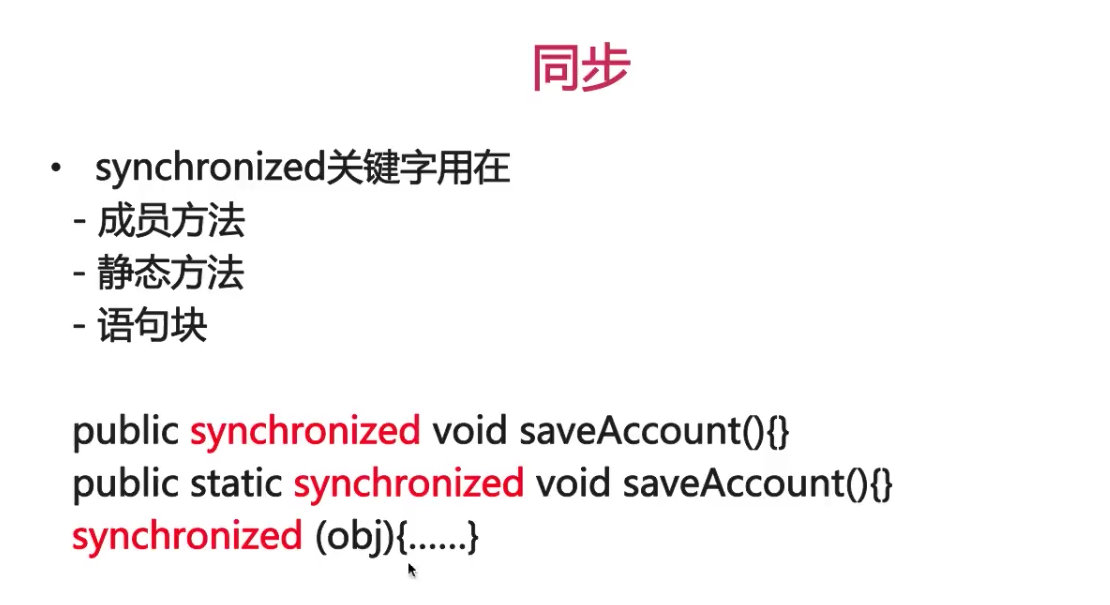 同步
• synchronized关键字用在
- 成员方法
- 静态方法
- 语句块
public synchronized void saveAccount(){}
public static synchronized void saveAccount(){}
synchronized (obj){......}